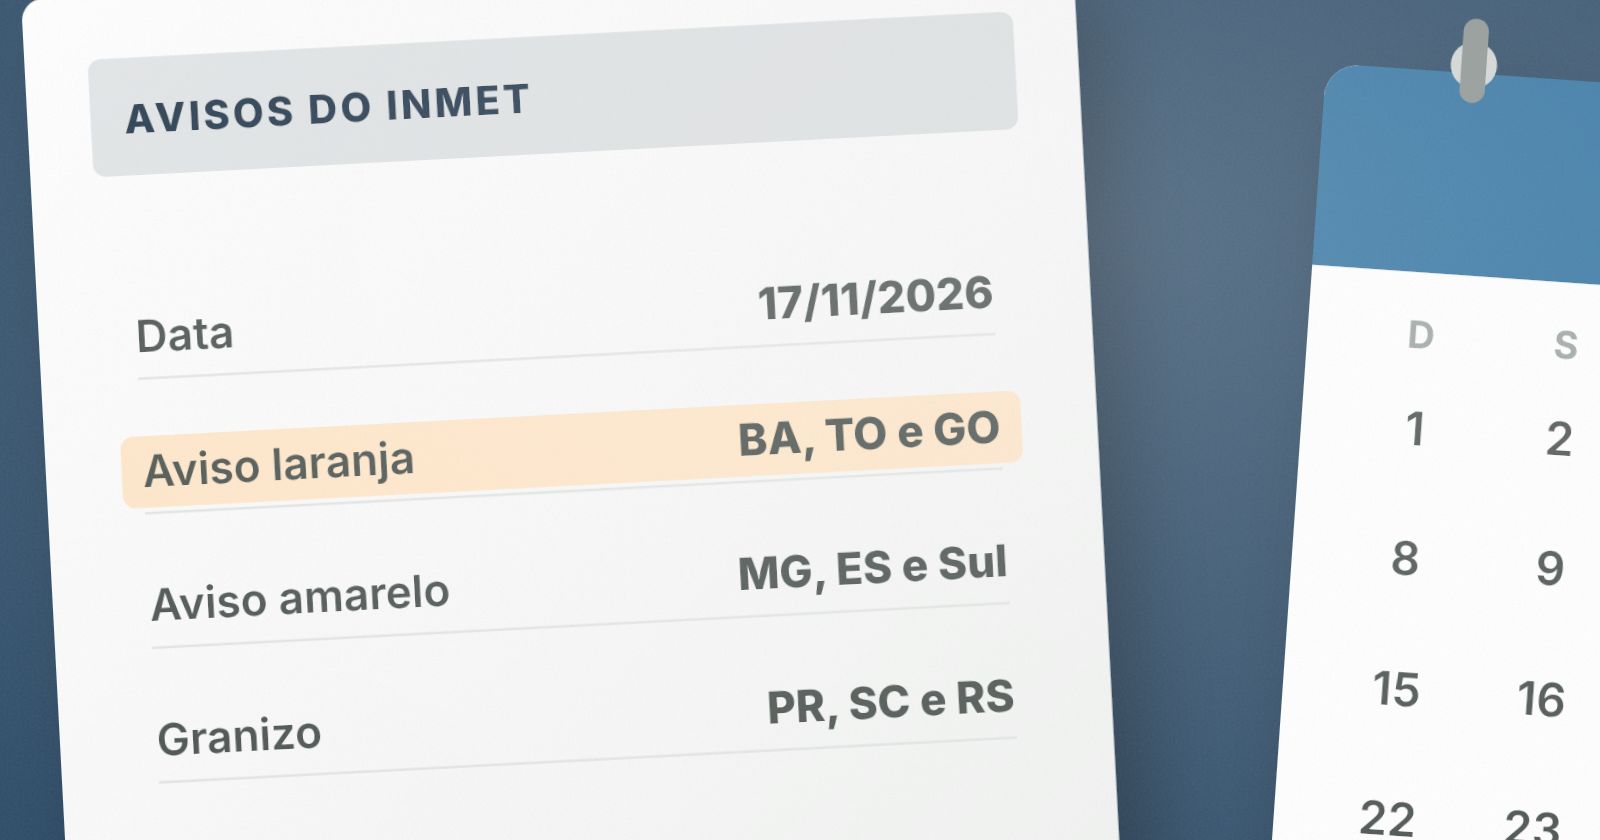 AVISOS DO INMET
Data 17/11/2026
Aviso laranja BA, TO e GO
Aviso amarelo MG, ES e Sul
Granizo PR, SC e RS
D S
1 2
8 9
15 16
22 23